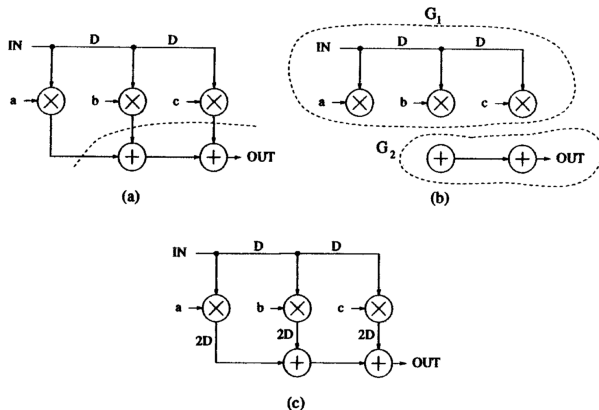 IN D D
a b c
OUT
(a)
G1
IN D D
a b c
G2
OUT
(b)
IN D D
a b c
2D 2D 2D
OUT
(c)